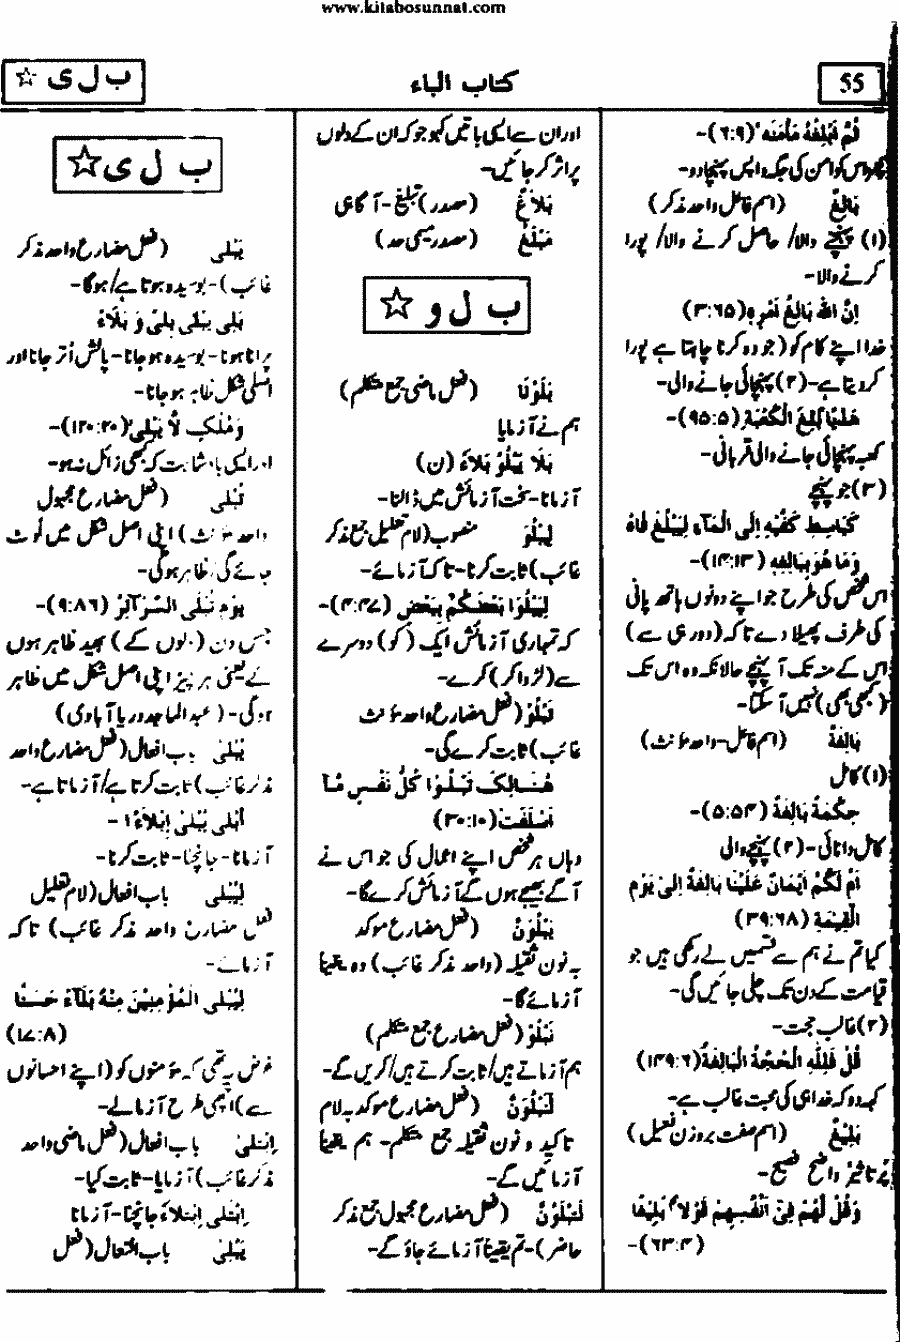 www.kitabosunnat.com
55
کتاب الباء
ب ل ی ☆
ثُمَّ اَبْلِغْهُ مَأْمَنَه‘ (۹:۶)-
پھر اس کو امن کی جگہ واپس پہنچا دو-
بَالِغٌ (اسم فاعل واحد مذکر)
(۱) پہنچنے والا/ حاصل کرنے والا/ پورا
کرنے والا-
اِنَّ اللّٰہَ بَالِغُ اَمْرِہٖ (۳:۶۵)
خدا اپنے کام کو (جو وہ کرنا چاہتا ہے پورا
کر دیتا ہے-(۲) پہنچائی جانے والی-
ھَدْیًا بٰلِغَ الْکَعْبَةِ (۹۵:۵)-
کعبہ پہنچائی جانے والی قربانی-
(۳) جو پہنچے
کَبَاسِطِ کَفَّیْہِ اِلَی الْمَآءِ لِیَبْلُغَ فَاہُ
وَمَا ھُوَ بِبَالِغِہٖ (۱۴:۱۳)-
اس شخص کی طرح جو اپنے دونوں ہاتھ پانی
کی طرف پھیلا دے تاکہ (دور ہی سے)
اس کے منہ تک آ پہنچے حالانکہ وہ اس تک
(کبھی بھی) نہیں آ سکتا-
بَالِغَةٌ (اسم فاعل-واحد مؤنث)
(۱) کامل
حِکْمَةٌ بَالِغَةٌ (۵:۵۴)-
کامل دانائی-(۲) پہنچنے والی
اَمْ لَکُمْ اَیْمَانٌ عَلَیْنَا بَالِغَةٌ اِلٰی یَوْمِ
الْقِیٰمَةِ (۳۹:۶۸)
کیا تم نے ہم سے قسمیں لے رکھی ہیں جو
قیامت کے دن تک چلی جائیں گی-
(۳) غالب حجت-
قُلْ فَلِلّٰہِ الْحُجَّةُ الْبَالِغَةُ (۱۴۹:۶)
کہہ دو کہ خدا ہی کی حجت غالب ہے-
بَلِیْغٌ (اسم صفت بروزن فعیل)
پُر تاثیر واضح فصیح-
وَقُلْ لَّھُمْ فِیْ اَنْفُسِھِمْ قَوْلًا بَلِیْغًا
(۶۳:۴)-
اور ان سے ایسی باتیں کہو جو کہ ان کے دلوں
پر اثر کر جائیں-
بَلَاغٌ (مصدر) تبلیغ-آگاہی
مَبْلَغٌ (مصدر میمی حد)
ب ل و ☆
بَلَوْنَا (فعل ماضی جمع متکلم)
ہم نے آزمایا
بَلَا یَبْلُوْ بَلَاءً (ن)
آزمانا-سخت آزمائش میں ڈالنا-
لِیَبْلُوَ منصوب (لام تعلیل جمع مذکر
غائب) ثابت کرنا-تاکہ آزمائے-
لِیَبْلُوَا بَعْضَکُمْ بِبَعْضٍ (۴:۴۷)-
کہ تمہاری آزمائش ایک (کو) دوسرے
سے (لڑوا کر) کرے-
تَبْلُوْ (فعل مضارع واحد مؤنث
غائب) ثابت کرے گی-
ھُنَالِکَ تَبْلُوْا کُلُّ نَفْسٍ مَّآ
اَسْلَفَتْ (۳۰:۱۰)
وہاں ہر شخص اپنے اعمال کی جو اس نے
آگے بھیجے ہوں گے آزمائش کرے گا-
یَبْلُوَنَّ (فعل مضارع موکد
بہ نون ثقیلہ (واحد مذکر غائب) وہ یقینًا
آزمائے گا-
نَبْلُوْ (فعل مضارع جمع متکلم)
ہم آزماتے ہیں/ثابت کرتے ہیں/کریں گے-
لَنَبْلُوَنَّ (فعل مضارع موکد بہ لام
تاکید و نون ثقیلہ جمع متکلم- ہم یقینًا
آزمائیں گے-
لَتُبْلَوُنَّ (فعل مضارع مجہول جمع مذکر
حاضر)-تم یقینًا آزمائے جاؤ گے-
ب ل ی ☆
یَبْلٰی (فعل مضارع واحد مذکر
غائب)-بوسیدہ ہوتا ہے/ہوگا-
بَلِیَ یَبْلٰی بِلًی وَ بَلَاءً
پرانا ہونا-بوسیدہ ہو جانا-پالش اُتر جانا اور
اصلی شکل ظاہر ہو جانا-
وَمُلْکٍ لَّا یَبْلٰی (۱۲۰:۲۰)-
اور ایسی بادشاہت کہ کبھی زائل نہ ہو-
تُبْلٰی (فعل مضارع مجہول
واحد مؤنث) اپنی اصل شکل میں لوٹ
جائے گی، ظاہر ہوگی-
یَوْمَ تُبْلَی السَّرَآئِرُ (۹:۸۶)-
جس دن (دلوں کے) بھید ظاہر ہوں
گے یعنی ہر چیز اپنی اصل شکل میں ظاہر
ہوگی-(عبدالماجد دریا آبادی)
یُبْلِیْ باب افعال (فعل مضارع واحد
مذکر غائب) ثابت کرتا ہے/آزماتا ہے-
اَبْلٰی یُبْلِیْ اِبْلَاءً ا-
آزمانا-جانچنا-ثابت کرنا-
لِیُبْلِیَ باب افعال (لام تعلیل
فعل مضارع واحد مذکر غائب) تاکہ
آزمائے-
لِیُبْلِیَ الْمُؤْمِنِیْنَ مِنْہُ بَلَآءً حَسَنًا
(۱۷:۸)
غرض یہ تھی کہ مؤمنوں کو (اپنے احسانوں
سے) اچھی طرح آزمالے-
اِبْتَلٰی باب افتعال (فعل ماضی واحد
مذکر غائب) آزمایا-ثابت کیا-
اِبْتَلٰی اِبْتِلَاءً جانچنا-آزمانا
یَبْتَلِیْ باب افتعال (فعل